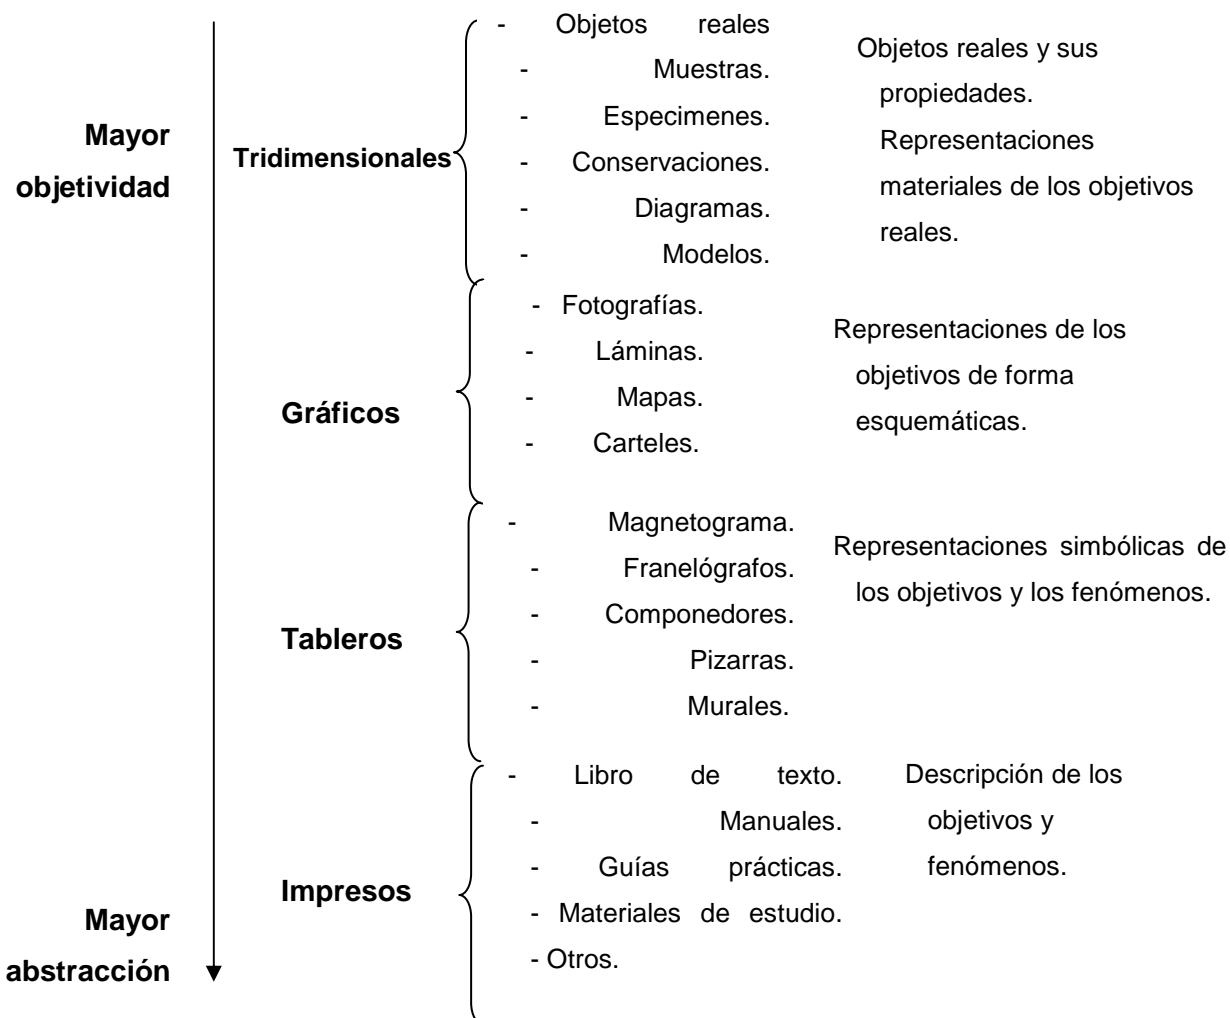 Mayor
objetividad
Tridimensionales
- Objetos reales
- Muestras.
- Especimenes.
- Conservaciones.
- Diagramas.
- Modelos.
Objetos reales y sus
propiedades.
Representaciones
materiales de los objetivos
reales.
Gráficos
- Fotografías.
- Láminas.
- Mapas.
- Carteles.
Representaciones de los
objetivos de forma
esquemáticas.
Tableros
- Magnetograma.
- Franelógrafos.
- Componedores.
- Pizarras.
- Murales.
Representaciones simbólicas de
los objetivos y los fenómenos.
Impresos
- Libro de texto.
- Manuales.
- Guías prácticas.
- Materiales de estudio.
- Otros.
Descripción de los
objetivos y
fenómenos.
Mayor
abstracción